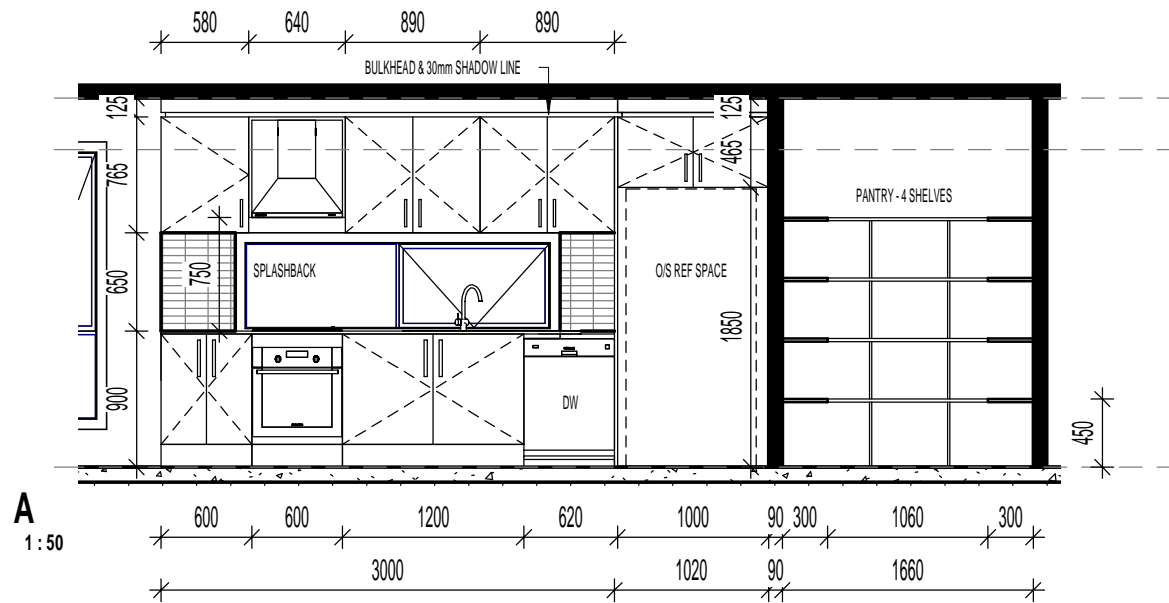 580 640 890 890
BULKHEAD & 30mm SHADOW LINE
125 125
765 465
PANTRY - 4 SHELVES
650 750 SPLASHBACK O/S REF SPACE
1850
900 DW 450
A
1 : 50
600 600 1200 620 1000 90 300 1060 300
3000 1020 90 1660